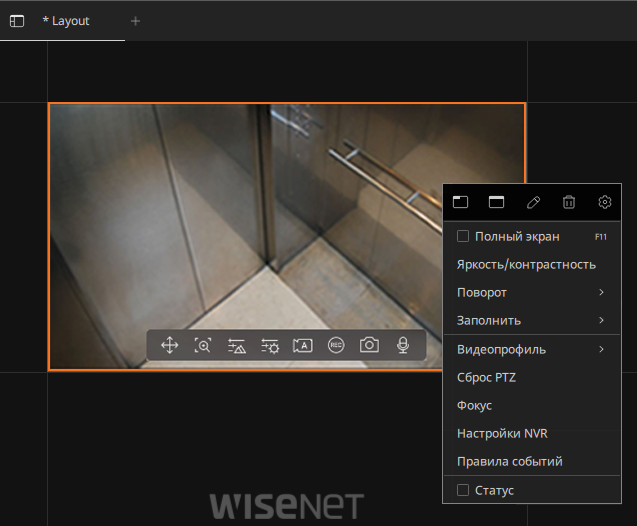 * Layout
Полный экран F11
Яркость/контрастность
Поворот
Заполнить
A
REC
Видеопрофиль
Сброс PTZ
Фокус
Настройки NVR
Правила событий
Статус
WISENET